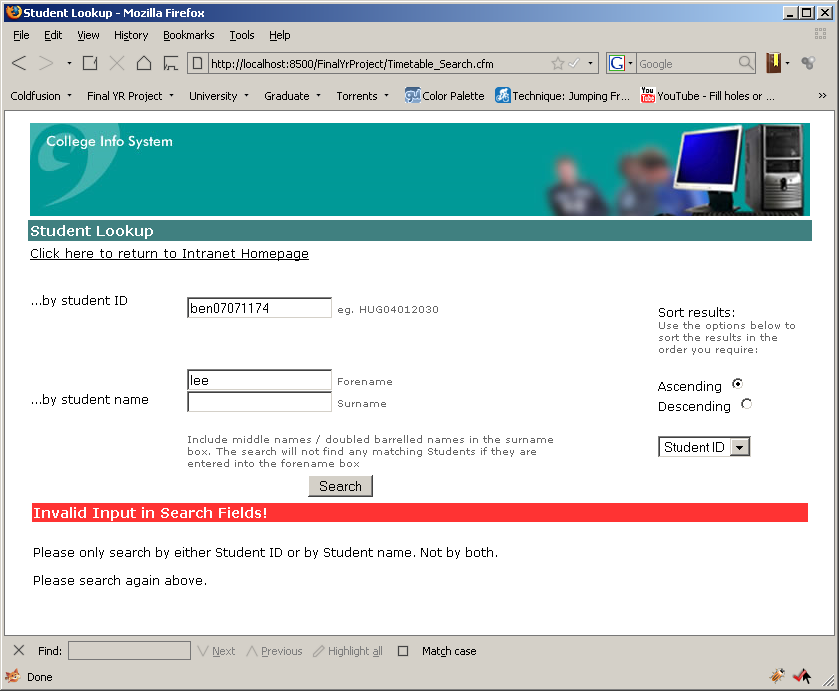 Student Lookup - Mozilla Firefox
File Edit View History Bookmarks Tools Help
http://localhost:8500/FinalYrProject/Timetable_Search.cfm
G Google
Coldfusion Final YR Project University Graduate Torrents Color Palette Technique: Jumping Fr... YouTube - Fill holes or ... »
College Info System
Student Lookup
Click here to return to Intranet Homepage
...by student ID ben07071174 eg. HUG04012030
Sort results:
Use the options below to
sort the results in the
order you require:
lee Forename
Ascending
...by student name Surname
Descending
Include middle names / doubled barrelled names in the surname
box. The search will not find any matching Students if they are
entered into the forename box
Student ID
Search
Invalid Input in Search Fields!
Please only search by either Student ID or by Student name. Not by both.
Please search again above.
Find: Next Previous Highlight all Match case
Done